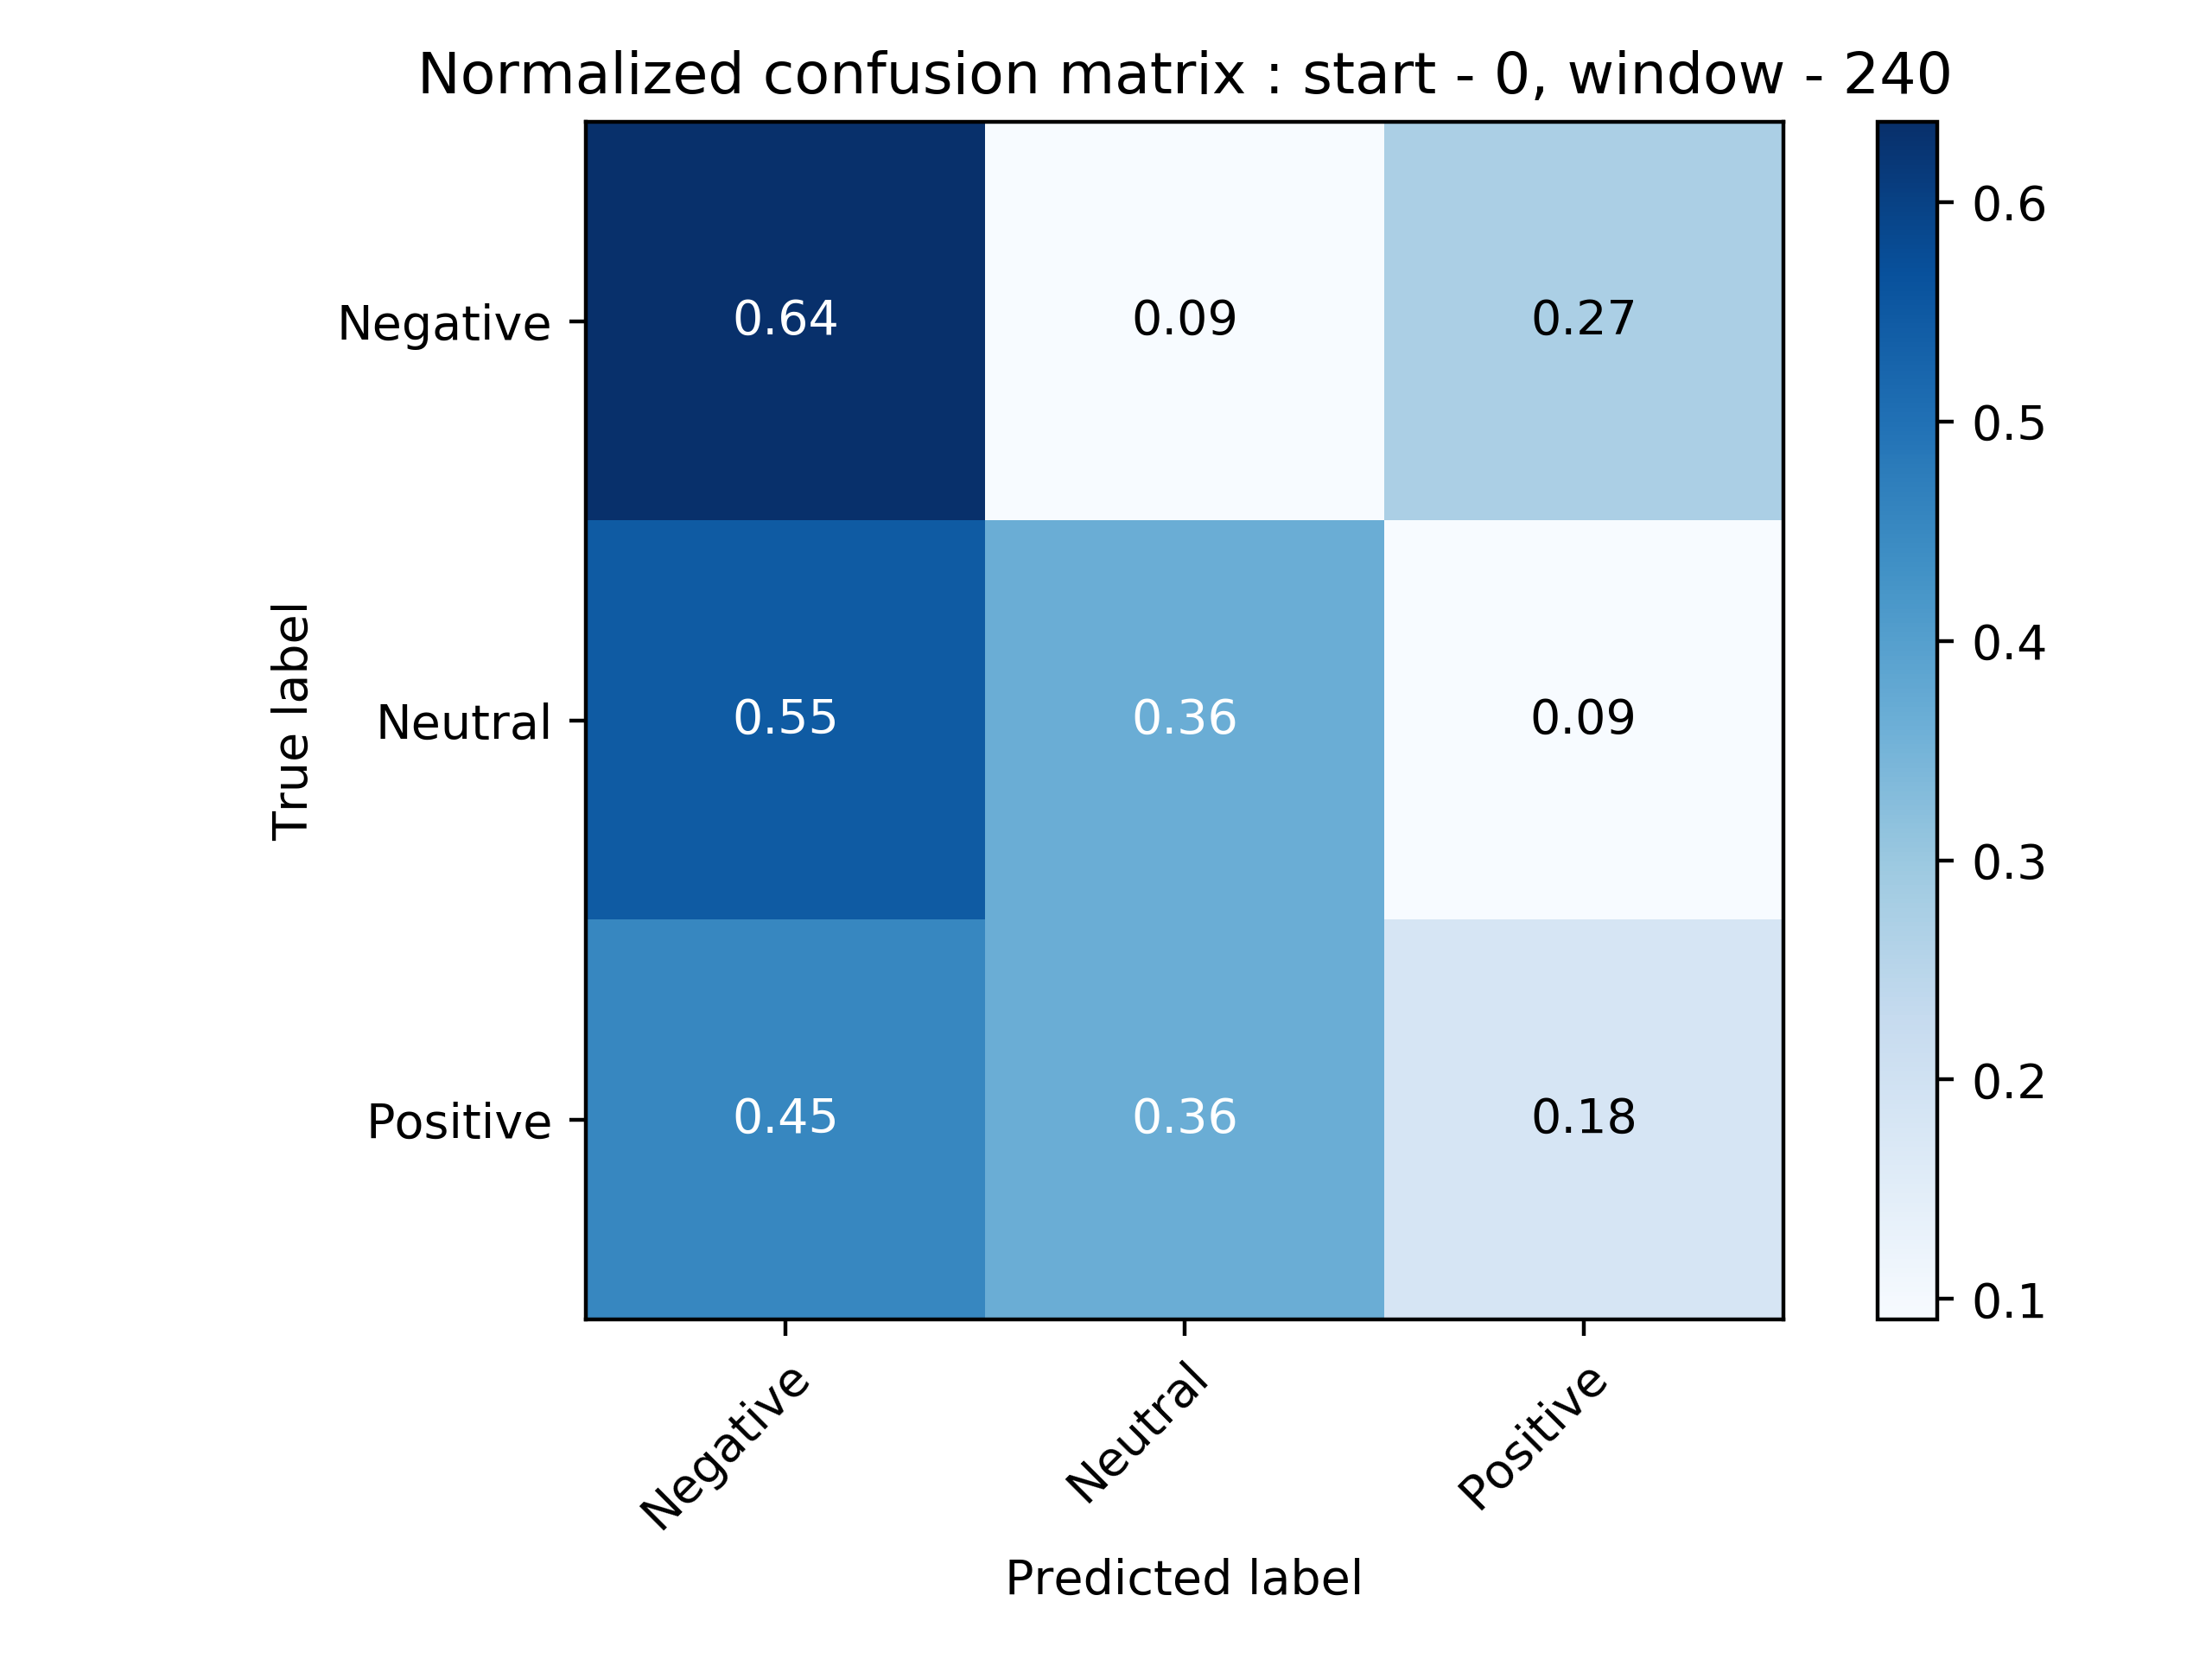 Normalized confusion matrix : start - 0, window - 240
True label
Negative
0.64 0.09 0.27
Neutral
0.55 0.36 0.09
Positive
0.45 0.36 0.18
Negative Neutral Positive
Predicted label
0.6
0.5
0.4
0.3
0.2
0.1